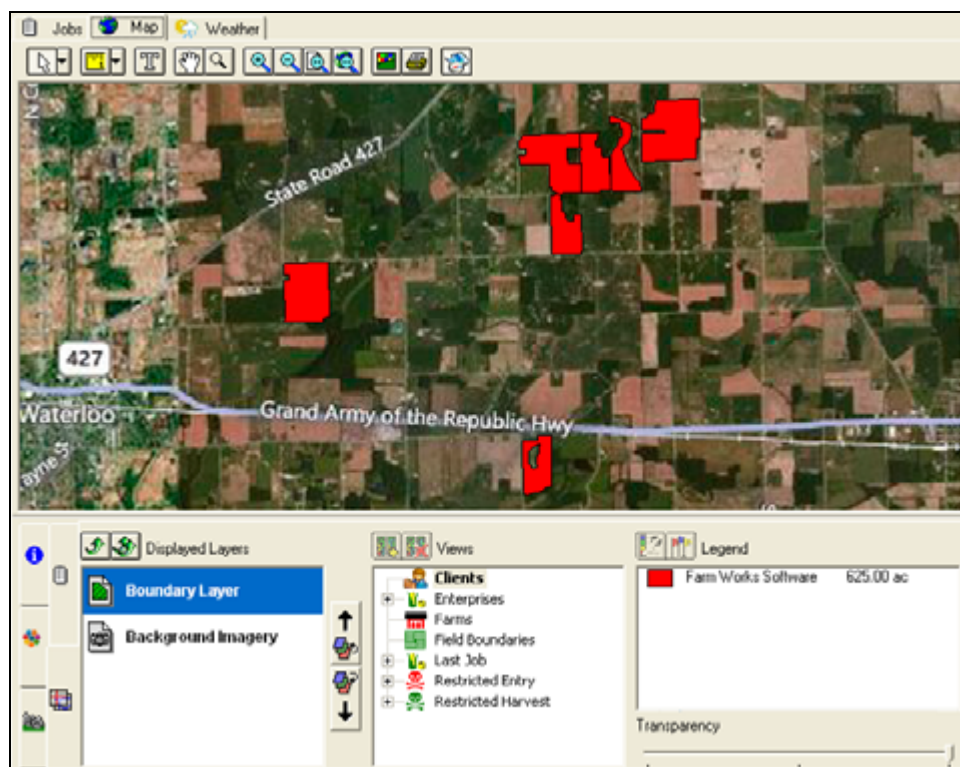 Jobs Map Weather
State Road 427
427
Waterloo
Grand Army of the Republic Hwy
ayne St
Displayed Layers
Boundary Layer
Background Imagery
Views
Clients
Enterprises
Farms
Field Boundaries
Last Job
Restricted Entry
Restricted Harvest
Legend
Farm Works Software 625.00 ac
Transparency